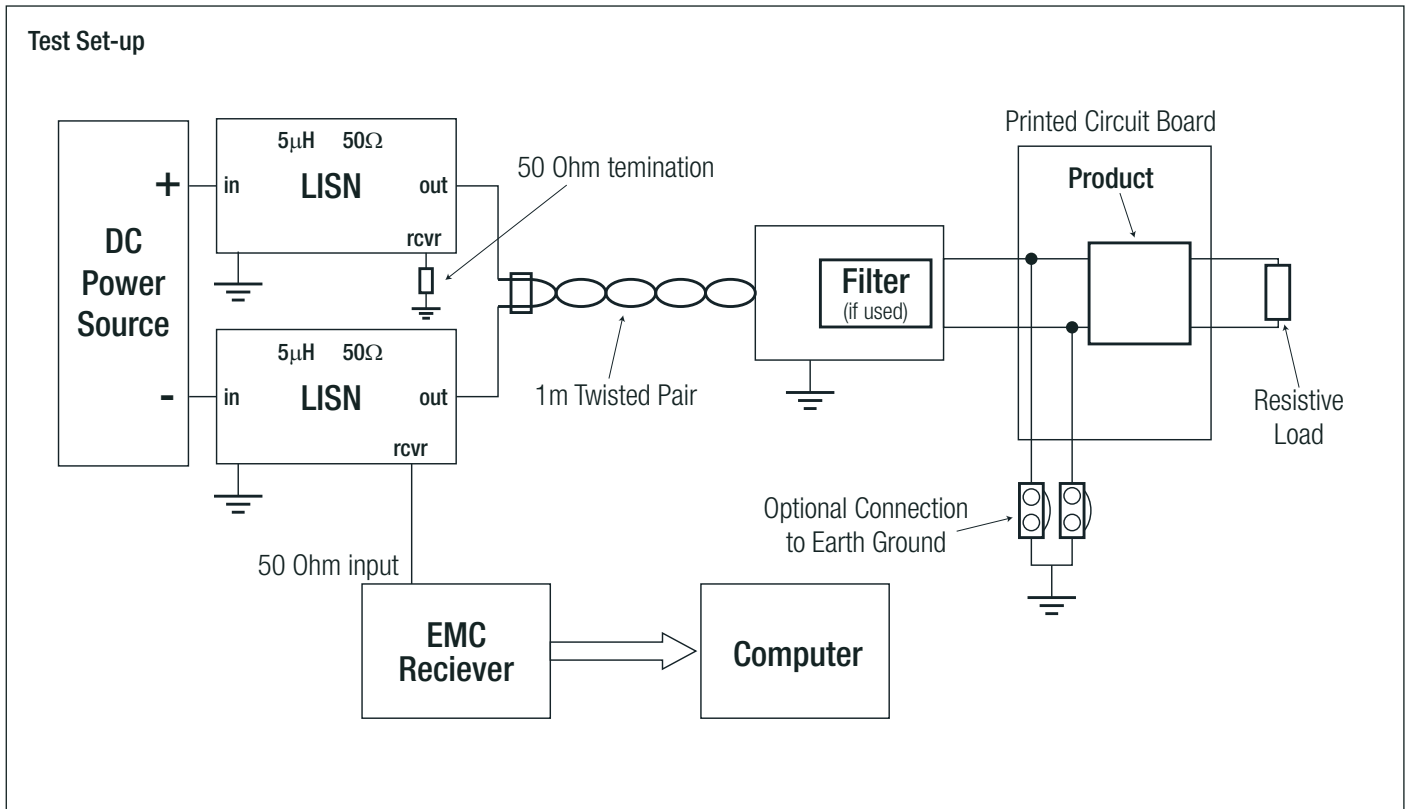 Test Set-up
DC
Power
Source
+
-
5µH 50Ω
LISN
in
out
rcvr
50 Ohm temination
5µH 50Ω
LISN
in
out
rcvr
1m Twisted Pair
Filter
(if used)
Printed Circuit Board
Product
Resistive
Load
Optional Connection
to Earth Ground
50 Ohm input
EMC
Reciever
Computer